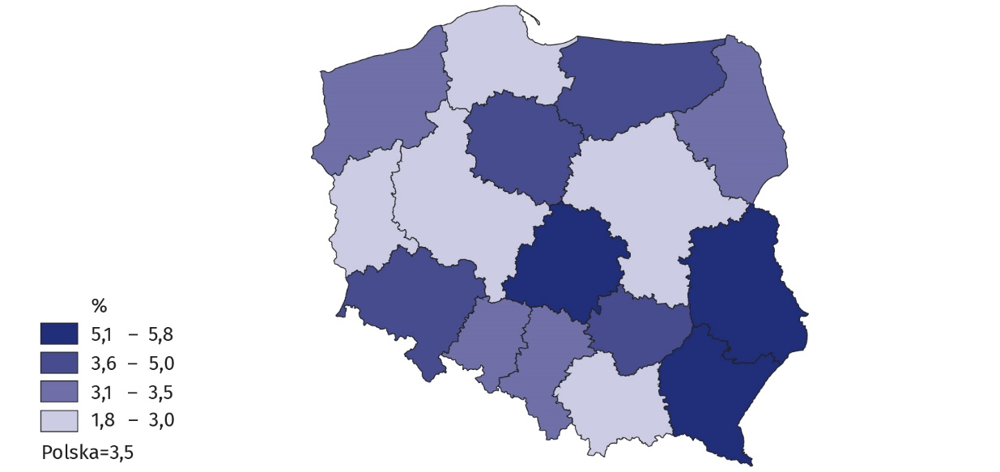 %
5,1 – 5,8
3,6 – 5,0
3,1 – 3,5
1,8 – 3,0
Polska=3,5